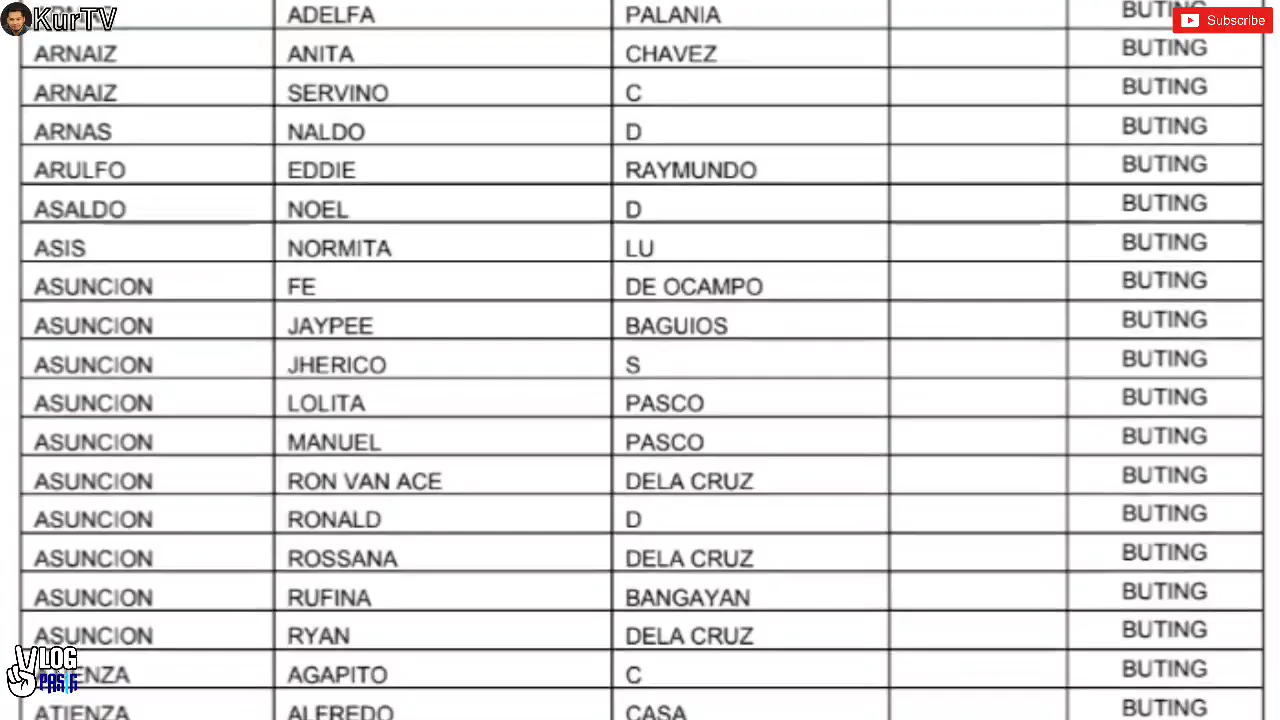 KurTV
Subscribe
ADELFA PALANIA BUTING
ARNAIZ ANITA CHAVEZ BUTING
ARNAIZ SERVINO C BUTING
ARNAS NALDO D BUTING
ARULFO EDDIE RAYMUNDO BUTING
ASALDO NOEL D BUTING
ASIS NORMITA LU BUTING
ASUNCION FE DE OCAMPO BUTING
ASUNCION JAYPEE BAGUIOS BUTING
ASUNCION JHERICO S BUTING
ASUNCION LOLITA PASCO BUTING
ASUNCION MANUEL PASCO BUTING
ASUNCION RON VAN ACE DELA CRUZ BUTING
ASUNCION RONALD D BUTING
ASUNCION ROSSANA DELA CRUZ BUTING
ASUNCION RUFINA BANGAYAN BUTING
ASUNCION RYAN DELA CRUZ BUTING
ATIENZA AGAPITO C BUTING
ATIENZA ALFREDO CASA BUTING
VLOG
PASIG